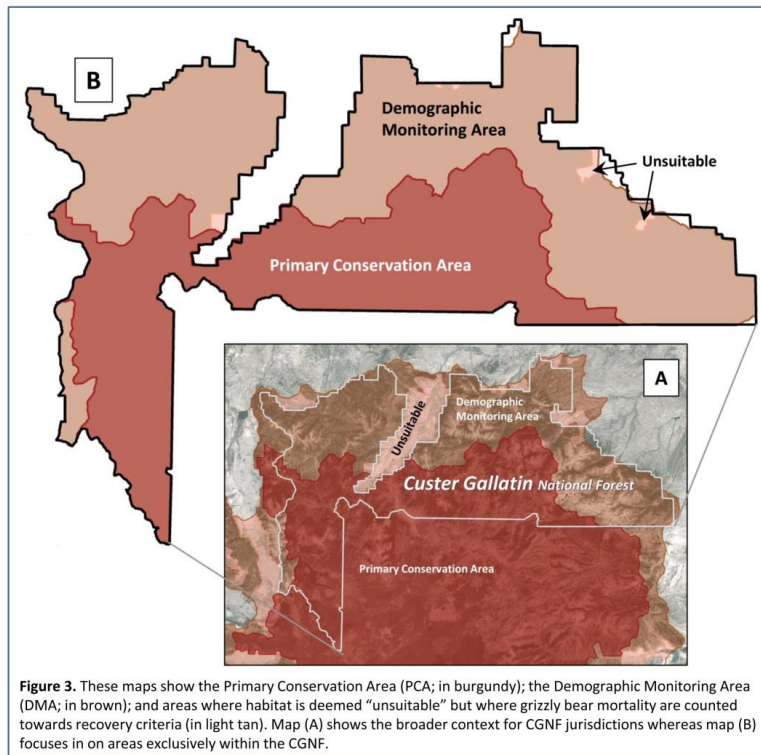 B
Demographic
Monitoring Area
Unsuitable
Primary Conservation Area
A
Unsuitable
Demographic
Monitoring Area
Custer Gallatin National Forest
Primary Conservation Area
Figure 3. These maps show the Primary Conservation Area (PCA; in burgundy); the Demographic Monitoring Area
(DMA; in brown); and areas where habitat is deemed “unsuitable” but where grizzly bear mortality are counted
towards recovery criteria (in light tan). Map (A) shows the broader context for CGNF jurisdictions whereas map (B)
focuses in on areas exclusively within the CGNF.